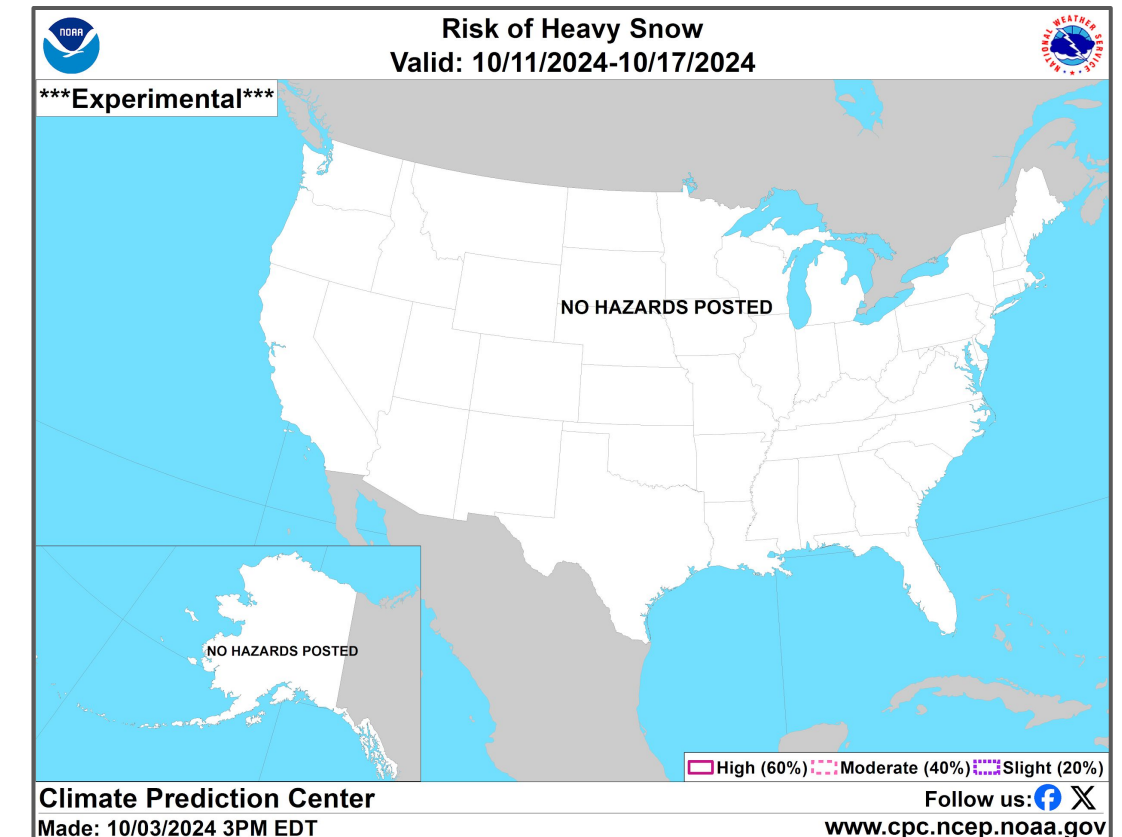 NOAA
Risk of Heavy Snow
Valid: 10/11/2024-10/17/2024
NATIONAL WEATHER SERVICE
***Experimental***
NO HAZARDS POSTED
NO HAZARDS POSTED
High (60%) Moderate (40%) Slight (20%)
Climate Prediction Center
Follow us:
Made: 10/03/2024 3PM EDT
www.cpc.ncep.noaa.gov